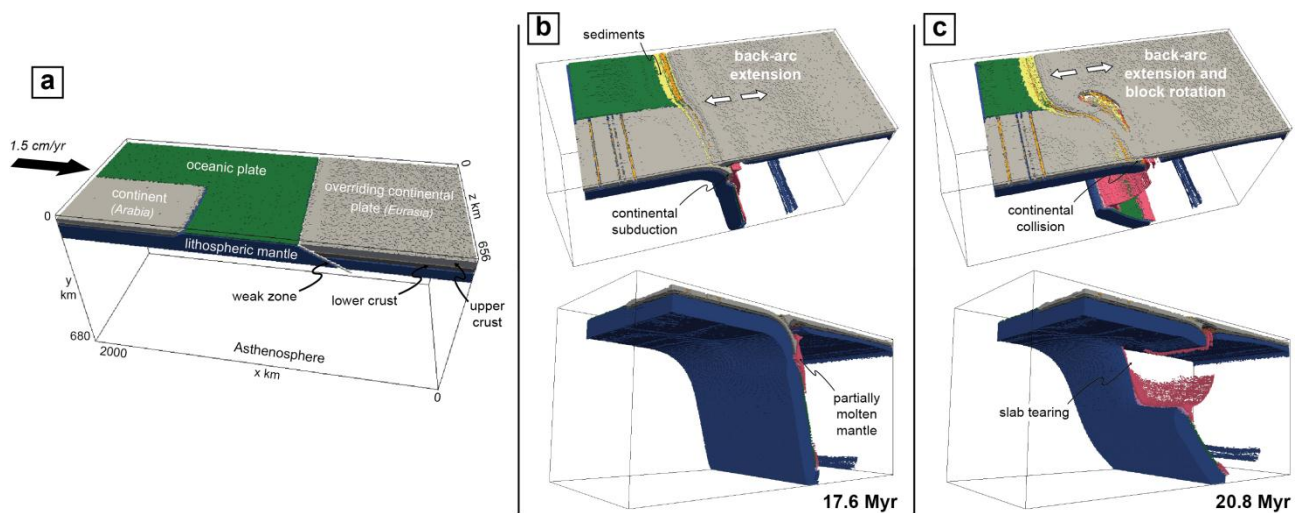 a
1.5 cm/yr
oceanic plate
continent
(Arabia)
overriding continental
plate (Eurasia)
0
z km
656
0
lithospheric mantle
weak zone
lower crust
upper
crust
y
km
680
2000
Asthenosphere
x km
0
b
sediments
back-arc
extension
continental
subduction
partially
molten
mantle
17.6 Myr
c
back-arc
extension and
block rotation
continental
collision
slab tearing
20.8 Myr